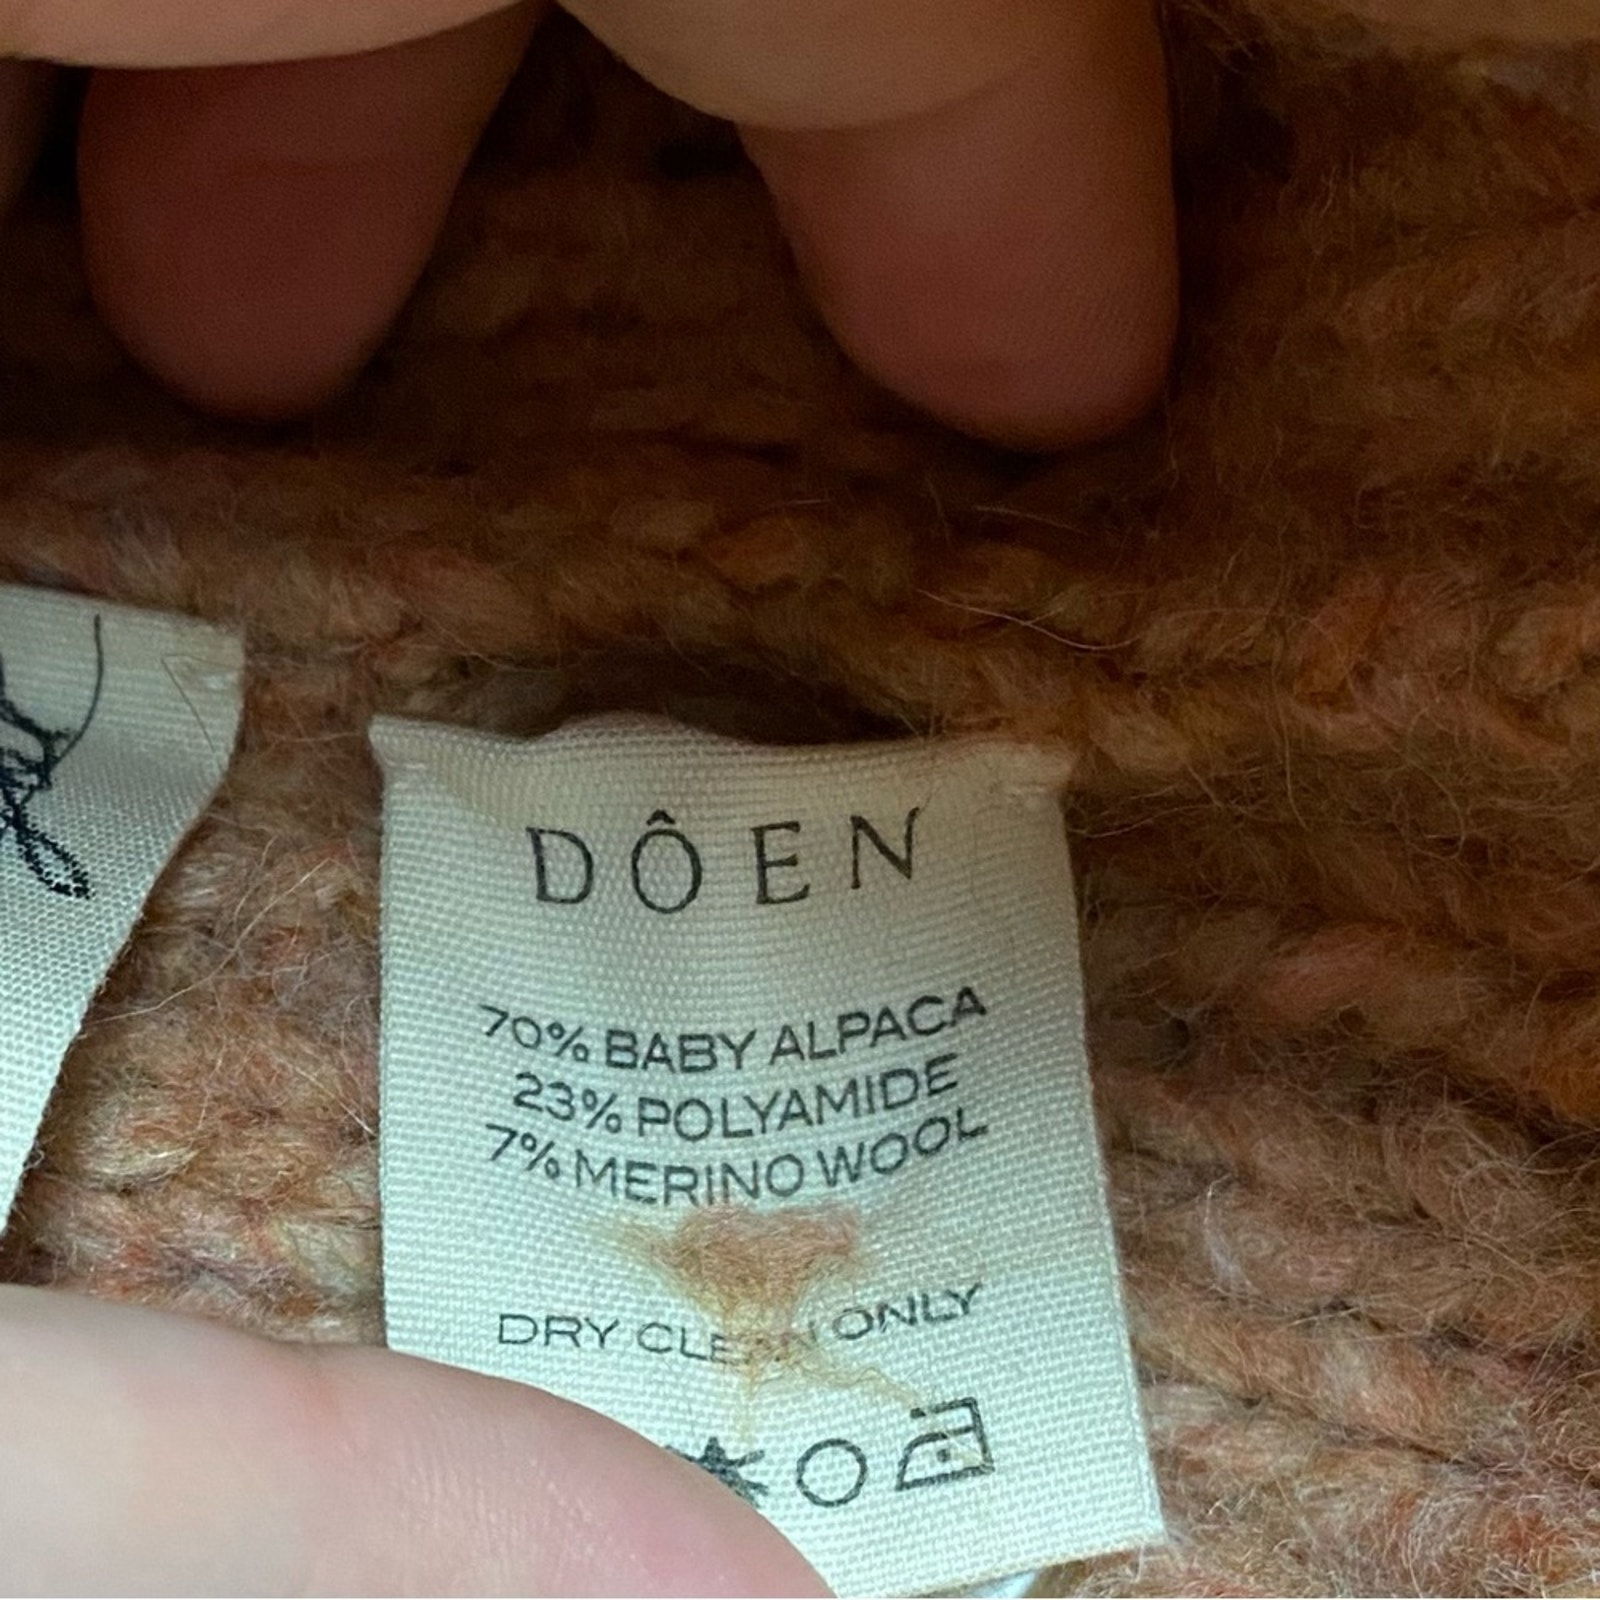 DÔEN
70% BABY ALPACA
23% POLYAMIDE
7% MERINO WOOL
DRY CLEAN ONLY